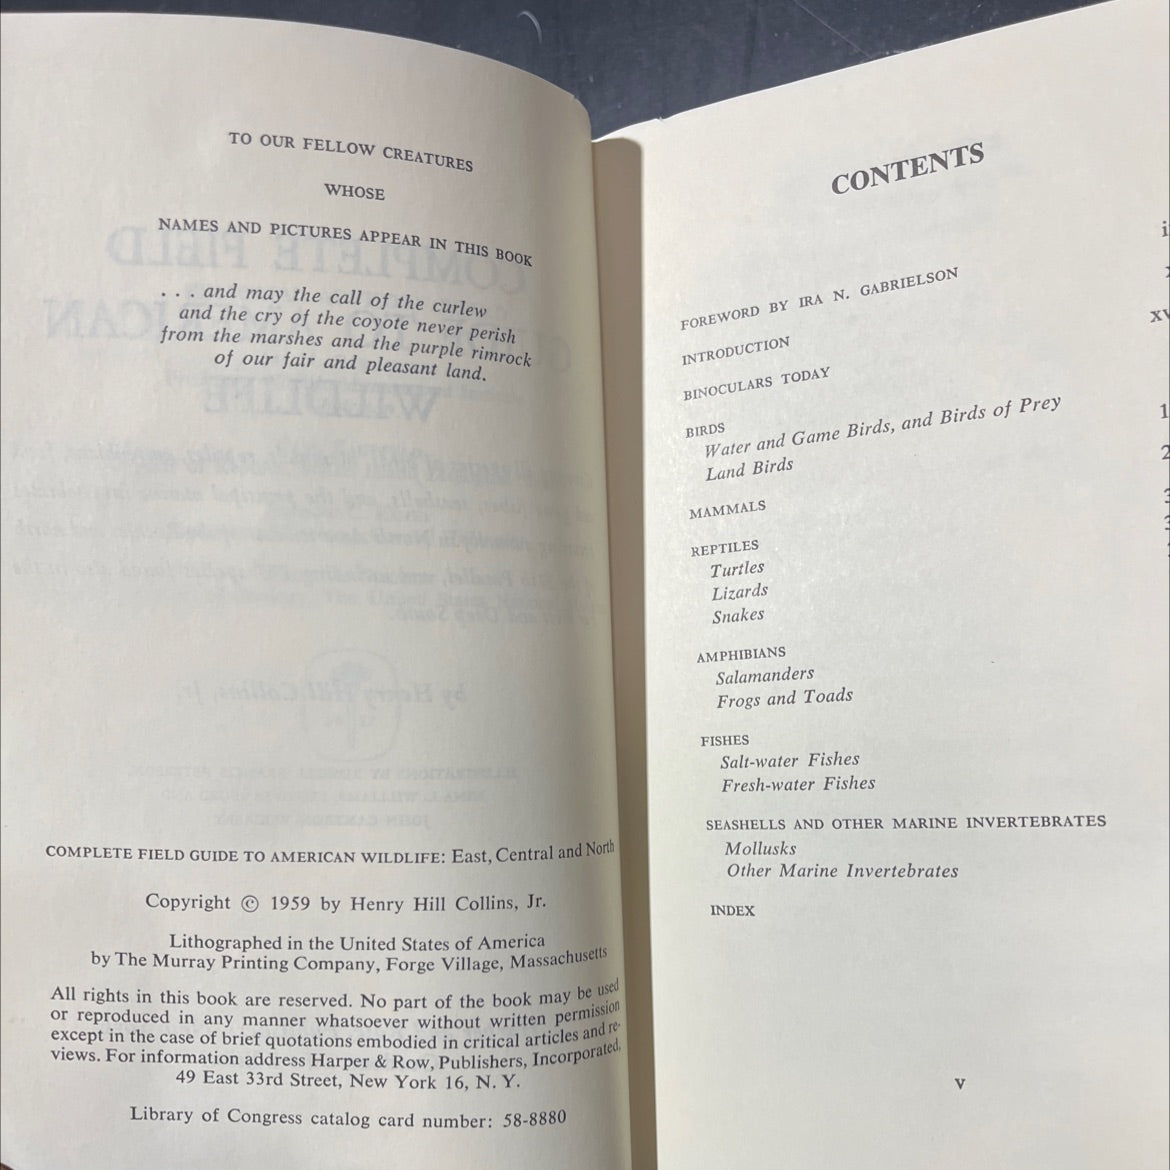 TO OUR FELLOW CREATURES
WHOSE
NAMES AND PICTURES APPEAR IN THIS BOOK
. . . and may the call of the curlew
and the cry of the coyote never perish
from the marshes and the purple rimrock
of our fair and pleasant land.
COMPLETE FIELD GUIDE TO AMERICAN WILDLIFE: East, Central and North
Copyright © 1959 by Henry Hill Collins, Jr.
Lithographed in the United States of America
by The Murray Printing Company, Forge Village, Massachusetts
All rights in this book are reserved. No part of the book may be used
or reproduced in any manner whatsoever without written permission
except in the case of brief quotations embodied in critical articles and re-
views. For information address Harper & Row, Publishers, Incorporated,
49 East 33rd Street, New York 16, N. Y.
Library of Congress catalog card number: 58-8880
CONTENTS
FOREWORD BY IRA N. GABRIELSON
INTRODUCTION
BINOCULARS TODAY
BIRDS
Water and Game Birds, and Birds of Prey
Land Birds
MAMMALS
REPTILES
Turtles
Lizards
Snakes
AMPHIBIANS
Salamanders
Frogs and Toads
FISHES
Salt-water Fishes
Fresh-water Fishes
SEASHELLS AND OTHER MARINE INVERTEBRATES
Mollusks
Other Marine Invertebrates
INDEX
v